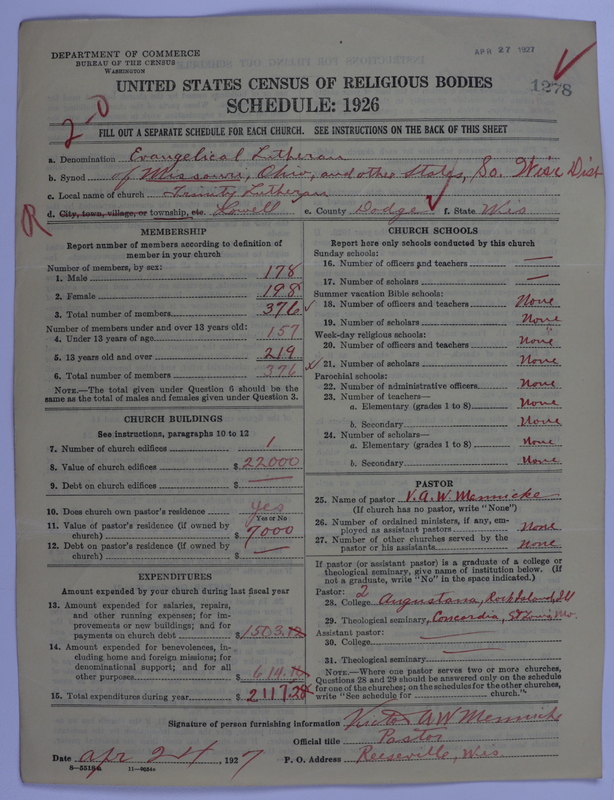 DEPARTMENT OF COMMERCE
BUREAU OF THE CENSUS
WASHINGTON
APR 27 1927
1278
UNITED STATES CENSUS OF RELIGIOUS BODIES
SCHEDULE: 1926
2-0
FILL OUT A SEPARATE SCHEDULE FOR EACH CHURCH. SEE INSTRUCTIONS ON THE BACK OF THIS SHEET
a. Denomination Evangelical Lutheran
b. Synod of Missouri, Ohio, and other States, So. Wisc Dist
c. Local name of church Trinity Lutheran
R
d. City, town, village, or township, etc. Lowell e. County Dodge f. State Wis
MEMBERSHIP
Report number of members according to definition of
member in your church
Number of members, by sex:
1. Male 178
2. Female 198
3. Total number of members 376
Number of members under and over 13 years old:
4. Under 13 years of age 157
5. 13 years old and over 219
6. Total number of members 376
NOTE.—The total given under Question 6 should be the
same as the total of males and females given under Question 3.
CHURCH BUILDINGS
See instructions, paragraphs 10 to 12
7. Number of church edifices 1
8. Value of church edifices $22000
9. Debt on church edifices $ —
10. Does church own pastor's residence yes
Yes or No
11. Value of pastor's residence (if owned by
church) $9000
12. Debt on pastor's residence (if owned by
church) $ —
EXPENDITURES
Amount expended by your church during last fiscal year
13. Amount expended for salaries, repairs,
and other running expenses; for im-
provements or new buildings; and for
payments on church debt $1503.
14. Amount expended for benevolences, in-
cluding home and foreign missions; for
denominational support; and for all
other purposes $ 614.
15. Total expenditures during year $ 2117.28
CHURCH SCHOOLS
Report here only schools conducted by this church
Sunday schools:
16. Number of officers and teachers —
17. Number of scholars —
Summer vacation Bible schools:
18. Number of officers and teachers None
19. Number of scholars None
Week-day religious schools:
20. Number of officers and teachers None
21. Number of scholars None
Parochial schools:
22. Number of administrative officers None
23. Number of teachers—
a. Elementary (grades 1 to 8) None
b. Secondary None
24. Number of scholars—
a. Elementary (grades 1 to 8) None
b. Secondary None
PASTOR
25. Name of pastor V. A. W. Mennicke
(If church has no pastor, write "None")
26. Number of ordained ministers, if any, em-
ployed as assistant pastors None
27. Number of other churches served by the
pastor or his assistants None
If pastor (or assistant pastor) is a graduate of a college or
theological seminary, give name of institution below. (If
not a graduate, write "No" in the space indicated.)
Pastor: 2
28. College Augustana, Rock Island, Ill
29. Theological seminary Concordia, St Louis Mo.
Assistant pastor:
30. College —
31. Theological seminary —
NOTE.—Where one pastor serves two or more churches,
Questions 28 and 29 should be answered only on the schedule
for one of the churches; on the schedules for the other churches,
write "See schedule for church."
Signature of person furnishing information Victor A W Mennicke
Official title Pastor
Date Apr 24 1927 P. O. Address Reeseville, Wis.
8—5516a 11—9084a